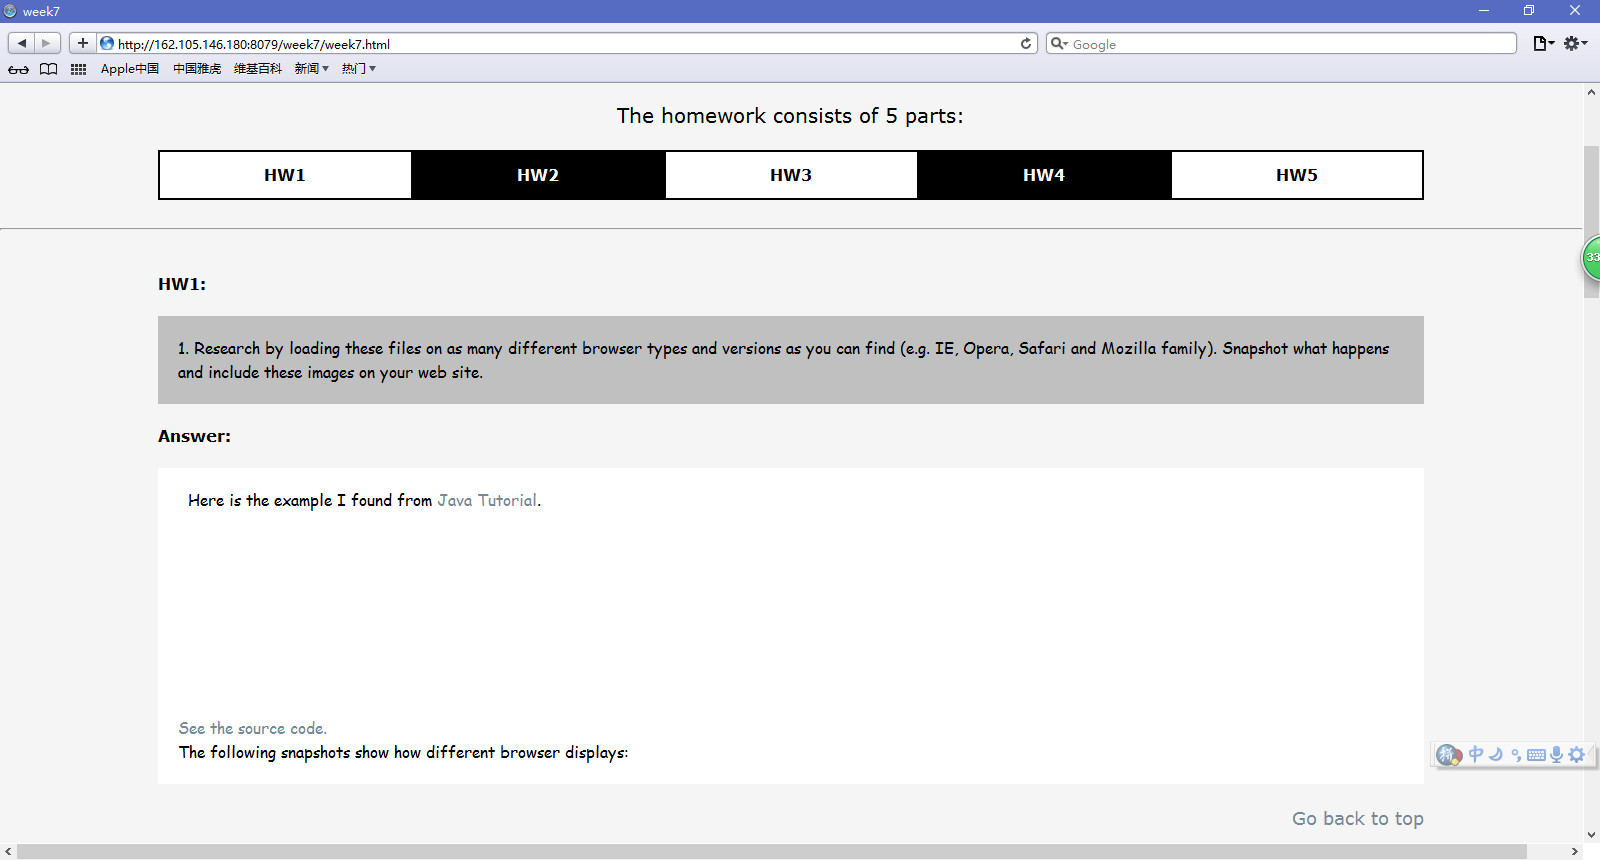 week7
http://162.105.146.180:8079/week7/week7.html
Google
Apple中国 中国雅虎 维基百科 新闻 热门
The homework consists of 5 parts:
HW1 HW2 HW3 HW4 HW5
HW1:
1. Research by loading these files on as many different browser types and versions as you can find (e.g. IE, Opera, Safari and Mozilla family). Snapshot what happens
and include these images on your web site.
Answer:
Here is the example I found from Java Tutorial.
See the source code.
The following snapshots show how different browser displays:
Go back to top
33
中